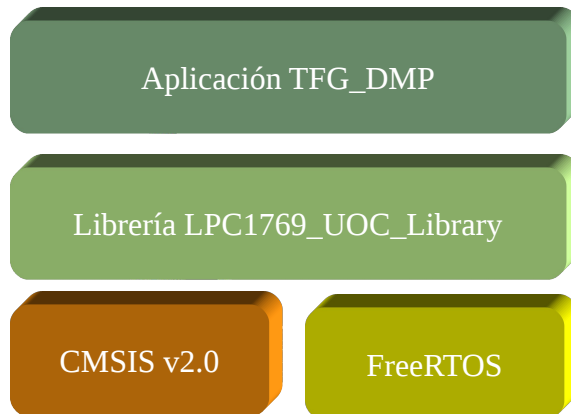 Aplicación TFG_DMP
Librería LPC1769_UOC_Library
CMSIS v2.0
FreeRTOS